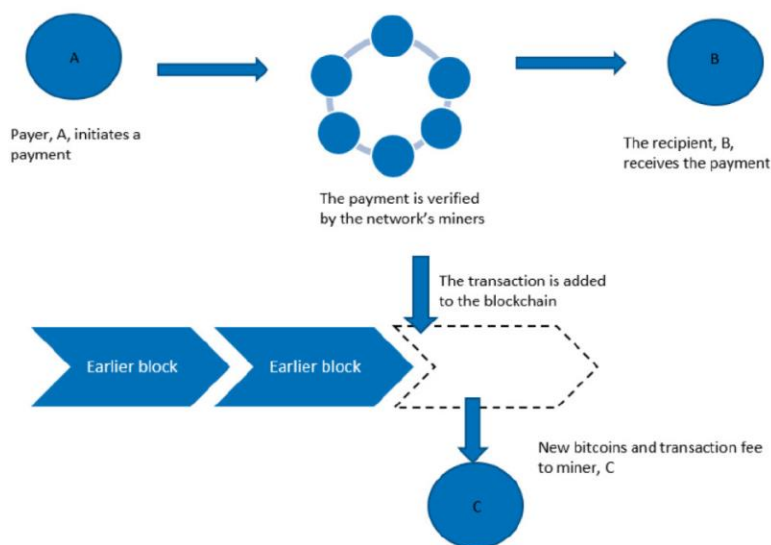 A
B
Payer, A, initiates a
payment
The recipient, B,
receives the payment
The payment is verified
by the network's miners
The transaction is added
to the blockchain
Earlier block
Earlier block
New bitcoins and transaction fee
to miner, C
C